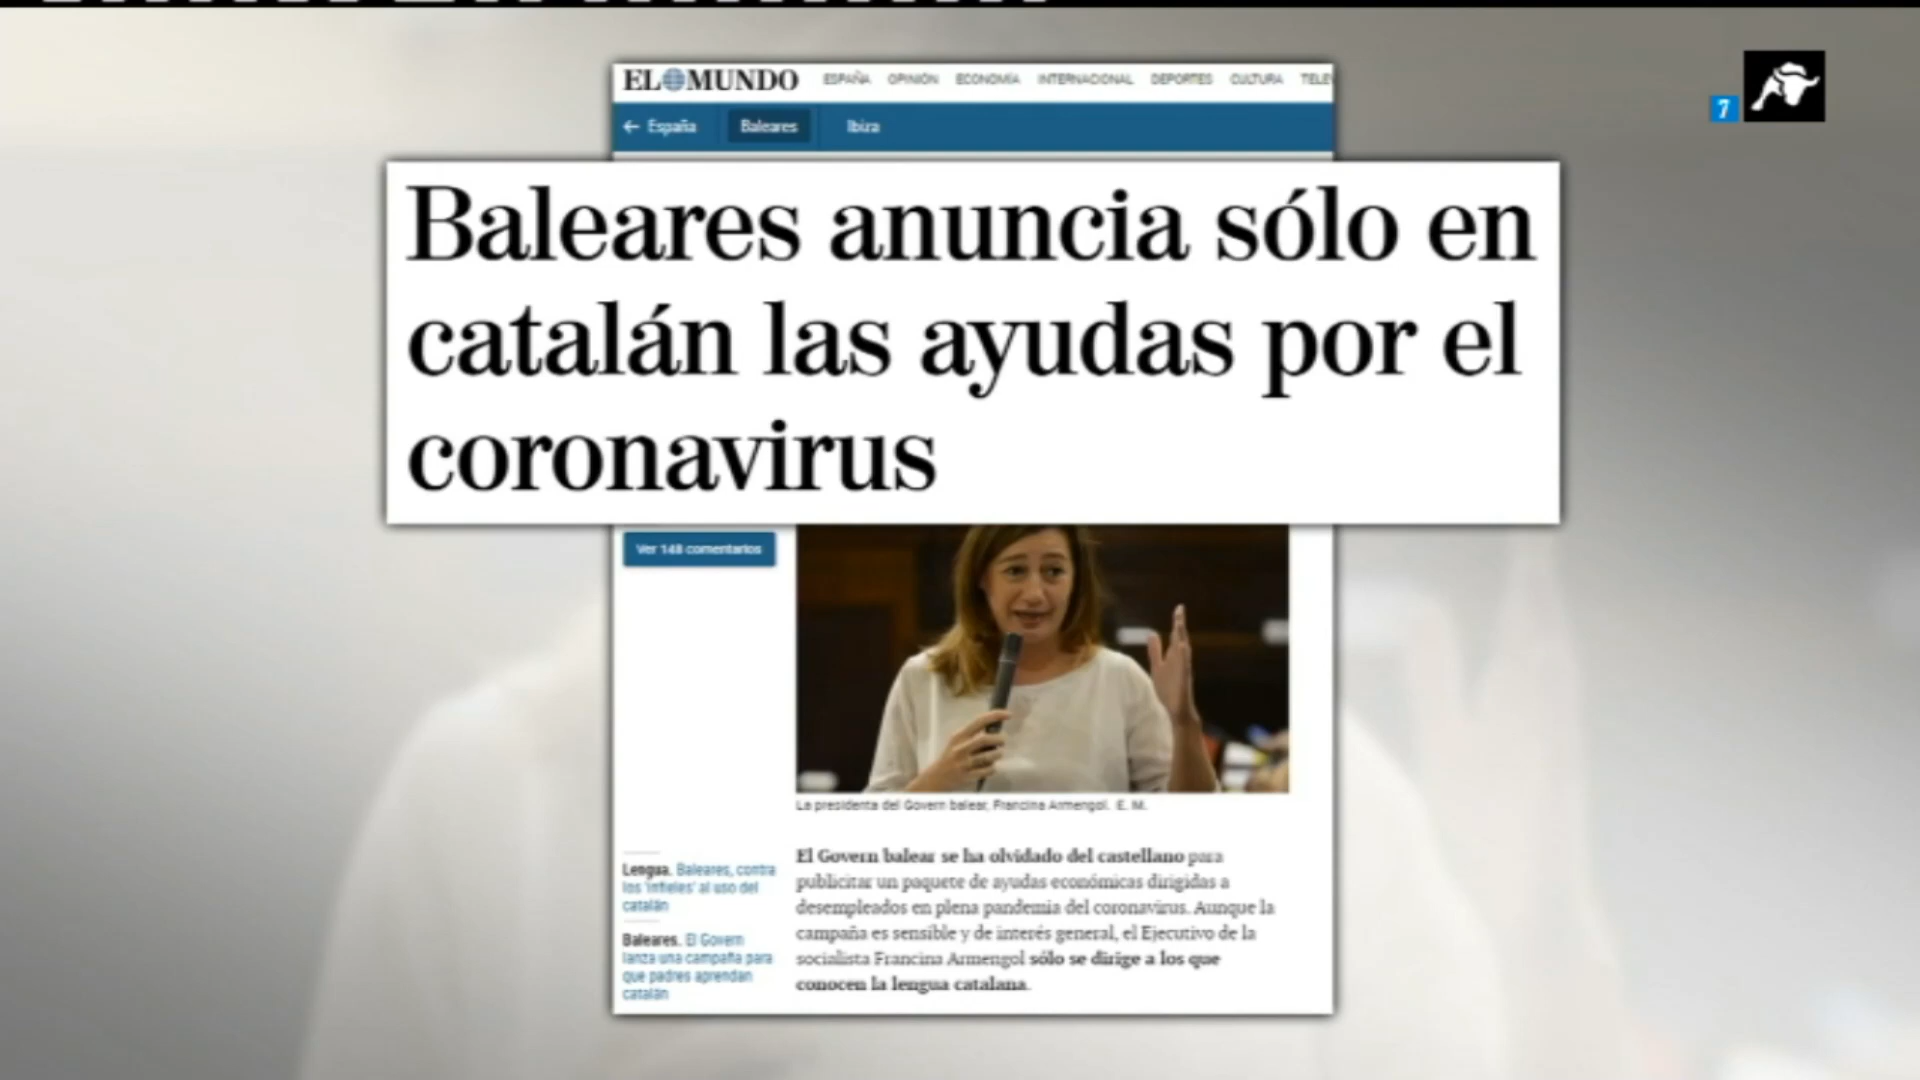 EL MUNDO
ESPAÑA OPINIÓN ECONOMÍA INTERNACIONAL DEPORTES CULTURA
← España Baleares Ibiza
7
Baleares anuncia sólo en
catalán las ayudas por el
coronavirus
Ver 148 comentarios
La presidenta del Govern balear, Francina Armengol. E. M.
Lengua. Baleares, contra
los 'infieles' al uso del
catalán
Baleares. El Govern
lanza una campaña para
que padres aprendan
catalán
El Govern balear se ha olvidado del castellano para
publicitar un paquete de ayudas económicas dirigidas a
desempleados en plena pandemia del coronavirus. Aunque la
campaña es sensible y de interés general, el Ejecutivo de la
socialista Francina Armengol sólo se dirige a los que
conocen la lengua catalana.